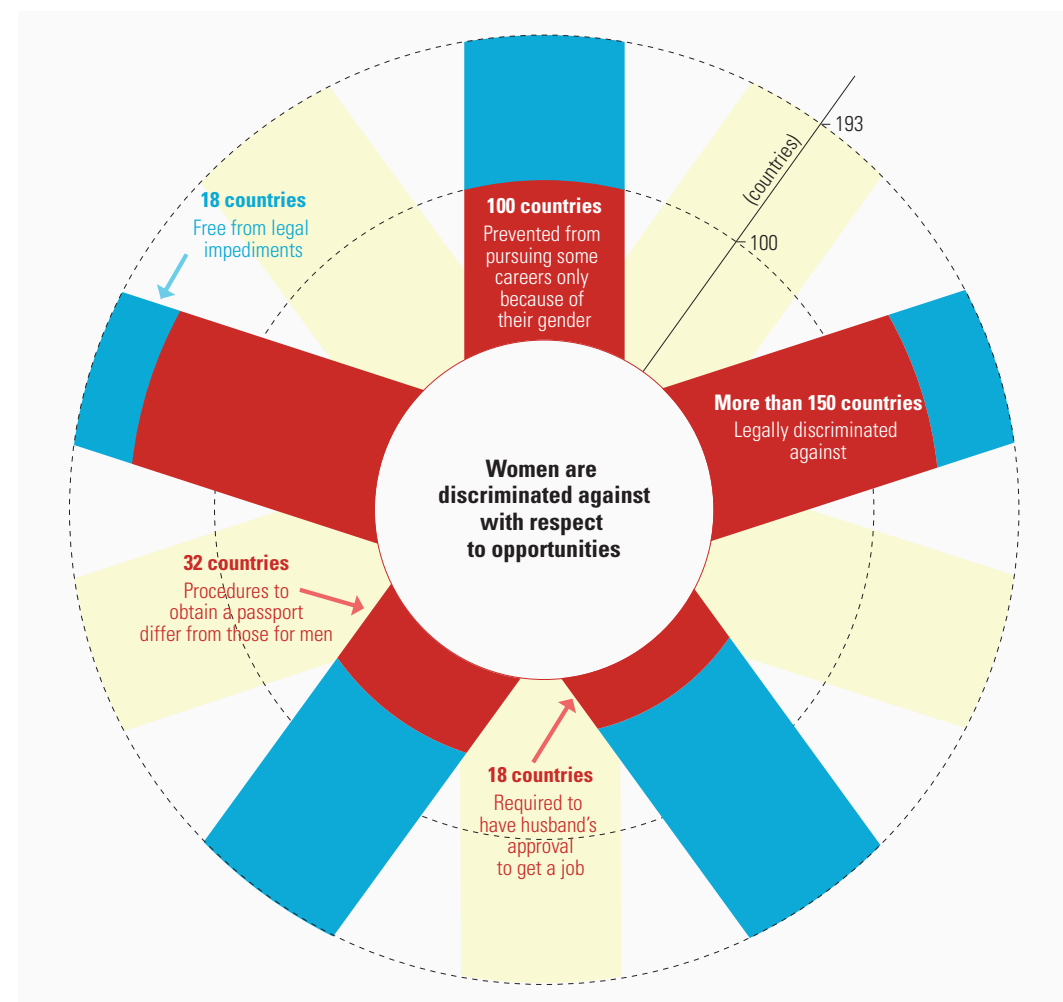 193
(countries)
18 countries
Free from legal
impediments
100 countries
Prevented from
pursuing some
careers only
because of
their gender
100
More than 150 countries
Legally discriminated
against
Women are
discriminated against
with respect
to opportunities
32 countries
Procedures to
obtain a passport
differ from those for men
18 countries
Required to
have husband's
approval
to get a job